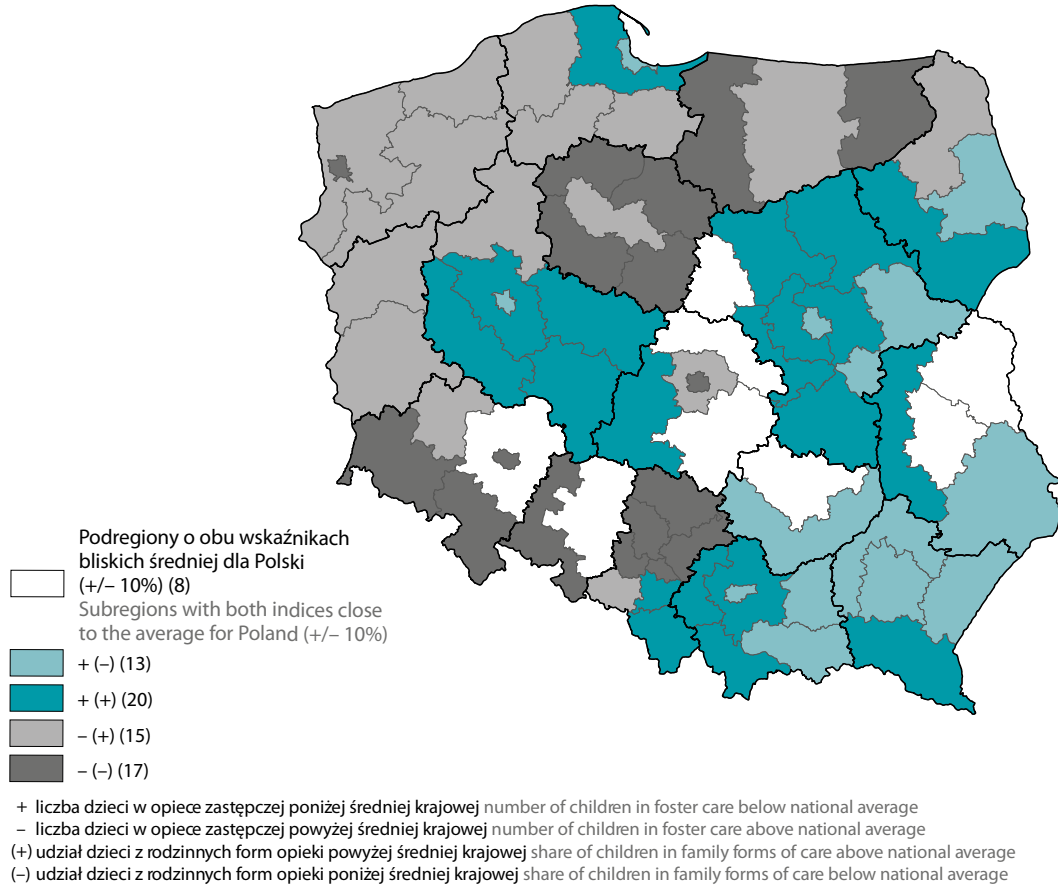 Podregiony o obu wskaźnikach
bliskich średniej dla Polski
(+/– 10%) (8)
Subregions with both indices close
to the average for Poland (+/– 10%)
+ (–) (13)
+ (+) (20)
– (+) (15)
– (–) (17)
+ liczba dzieci w opiece zastępczej poniżej średniej krajowej number of children in foster care below national average
– liczba dzieci w opiece zastępczej powyżej średniej krajowej number of children in foster care above national average
(+) udział dzieci z rodzinnych form opieki powyżej średniej krajowej share of children in family forms of care above national average
(–) udział dzieci z rodzinnych form opieki poniżej średniej krajowej share of children in family forms of care below national average